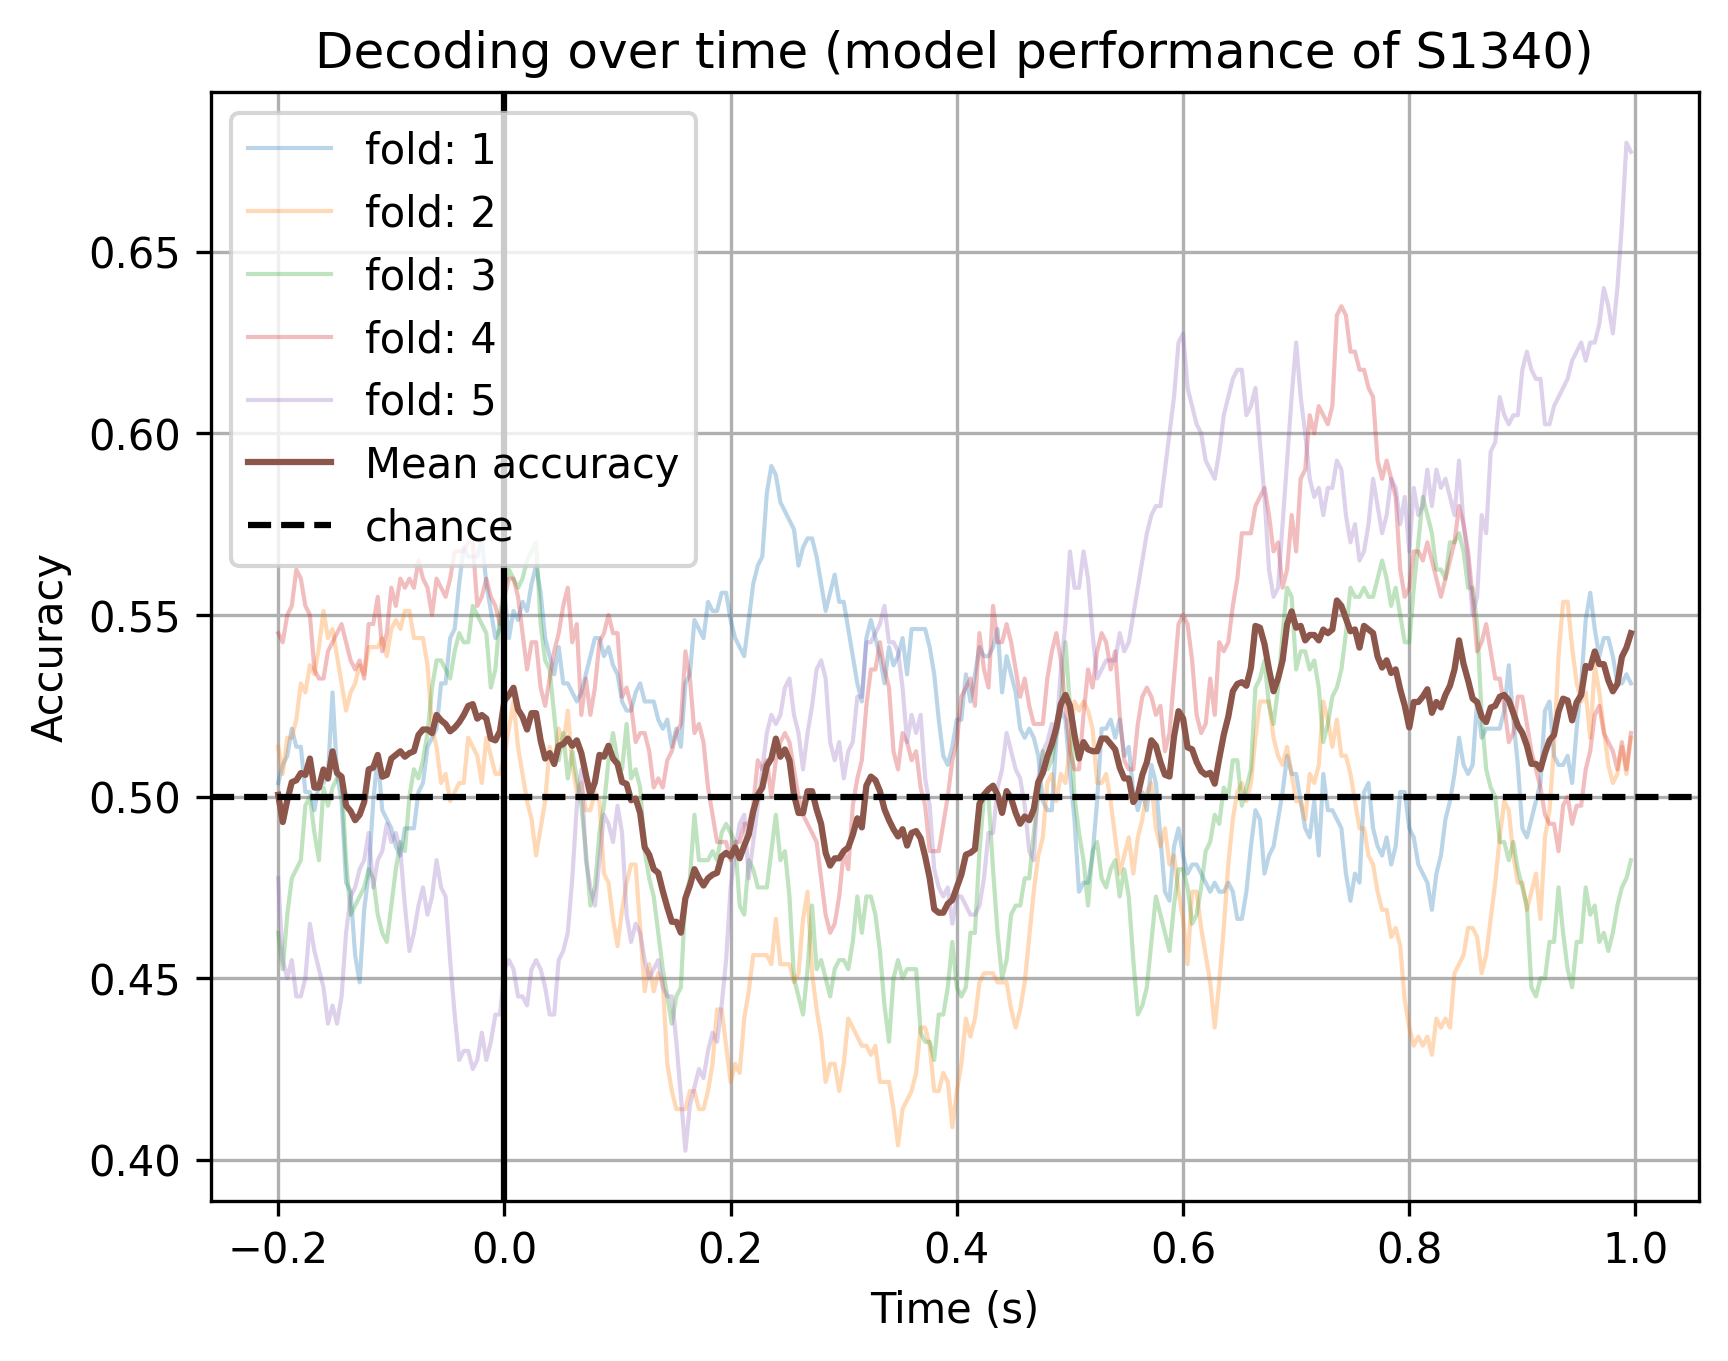 Decoding over time (model performance of S1340)
fold: 1
fold: 2
fold: 3
fold: 4
fold: 5
Mean accuracy
chance
0.65
0.60
0.55
0.50
0.45
0.40
Accuracy
−0.2 0.0 0.2 0.4 0.6 0.8 1.0
Time (s)